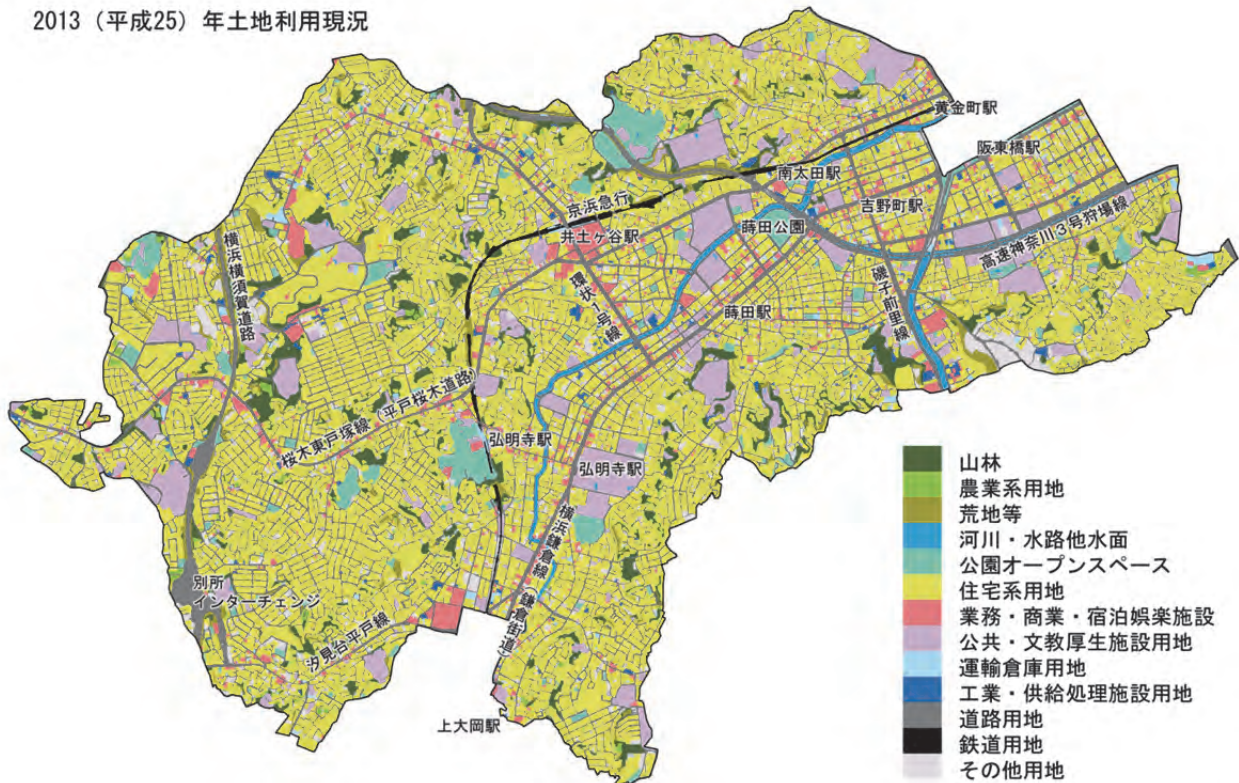 2013（平成25）年土地利用現況
黄金町駅
阪東橋駅
南太田駅
京浜急行
吉野町駅
井土ヶ谷駅
蒔田公園
高速神奈川3号狩場線
横浜横須賀道路
環状1号線
磯子前里線
蒔田駅
桜木東戸塚線（平戸桜木道路）
弘明寺駅
弘明寺駅
横浜鎌倉線（鎌倉街道）
別所
インターチェンジ
汐見台平戸線
上大岡駅
山林
農業系用地
荒地等
河川・水路他水面
公園オープンスペース
住宅系用地
業務・商業・宿泊娯楽施設
公共・文教厚生施設用地
運輸倉庫用地
工業・供給処理施設用地
道路用地
鉄道用地
その他用地